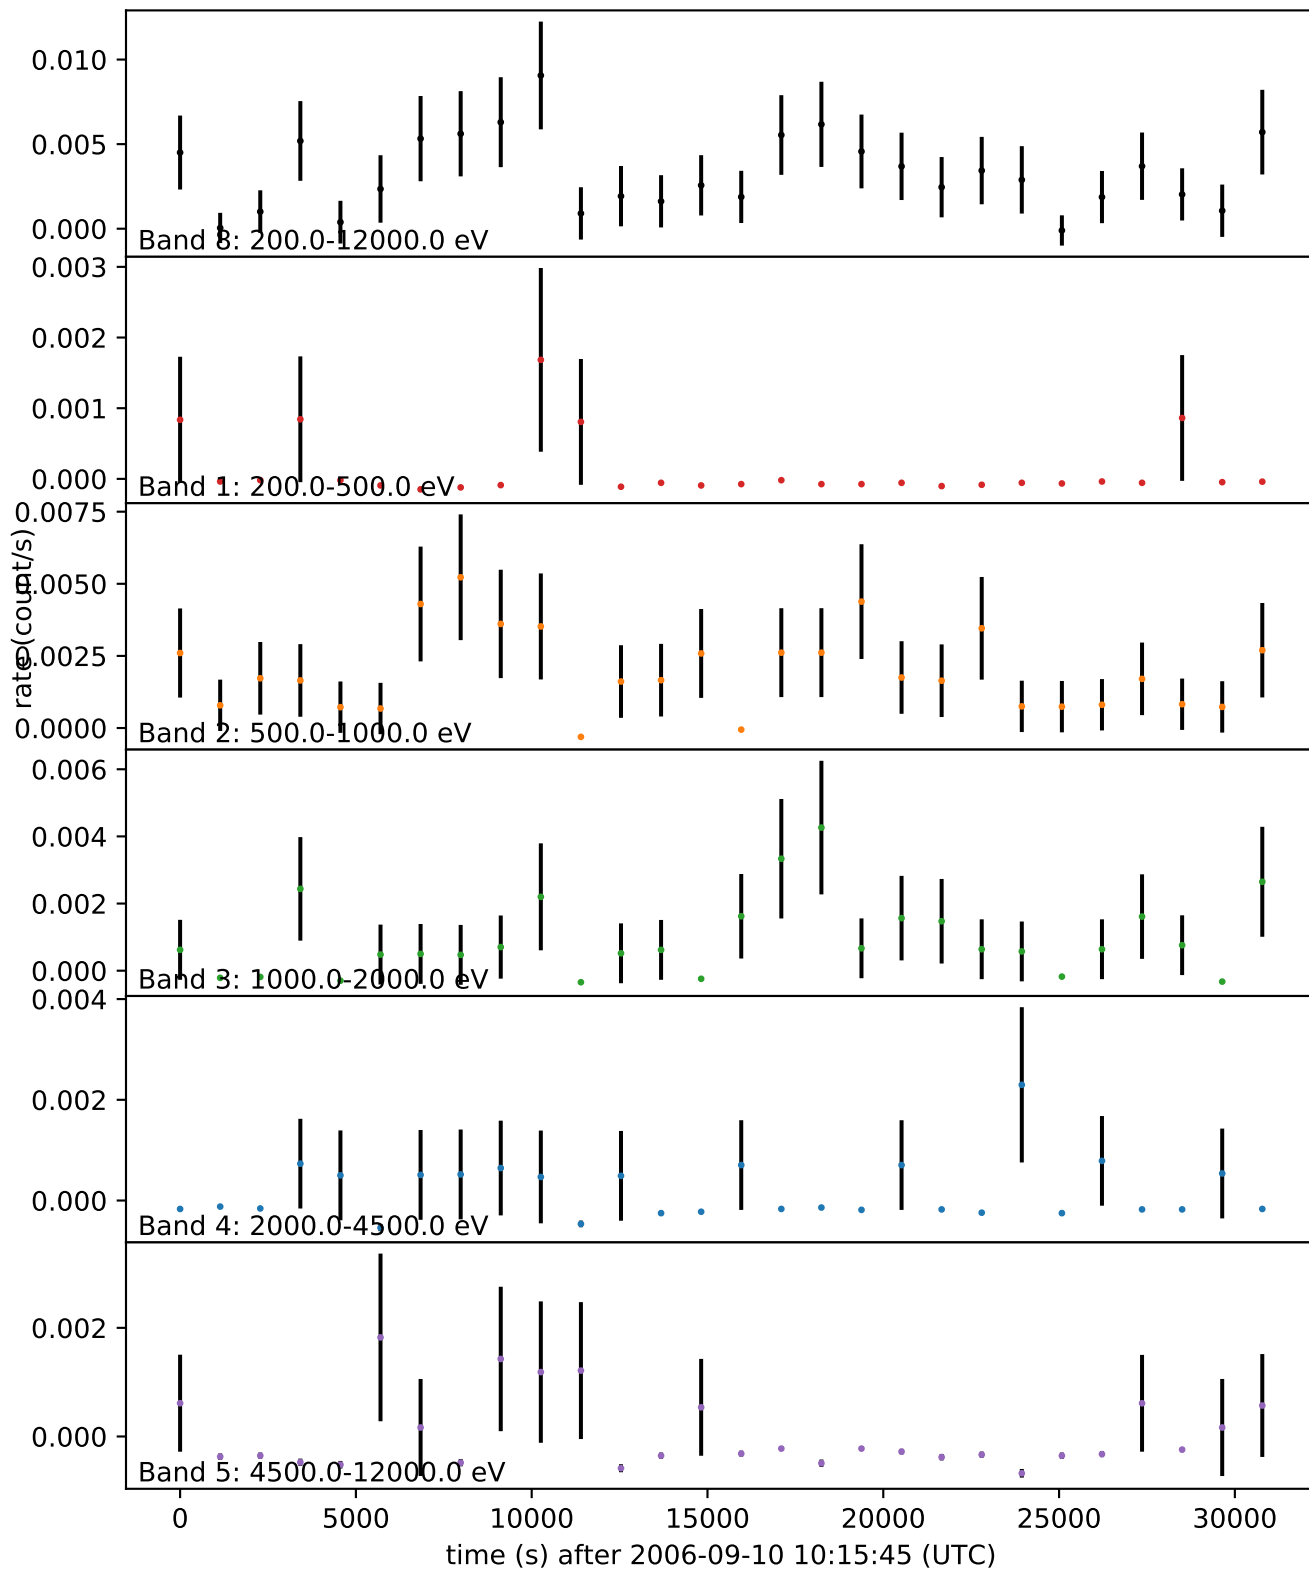 0.010
0.005
0.000
Band 8: 200.0-12000.0 eV
0.003
0.002
0.001
0.000
Band 1: 200.0-500.0 eV
rate (count/s)
0.0075
0.0050
0.0025
0.0000
Band 2: 500.0-1000.0 eV
0.006
0.004
0.002
0.000
Band 3: 1000.0-2000.0 eV
0.004
0.002
0.000
Band 4: 2000.0-4500.0 eV
0.002
0.000
Band 5: 4500.0-12000.0 eV
0 5000 10000 15000 20000 25000 30000
time (s) after 2006-09-10 10:15:45 (UTC)